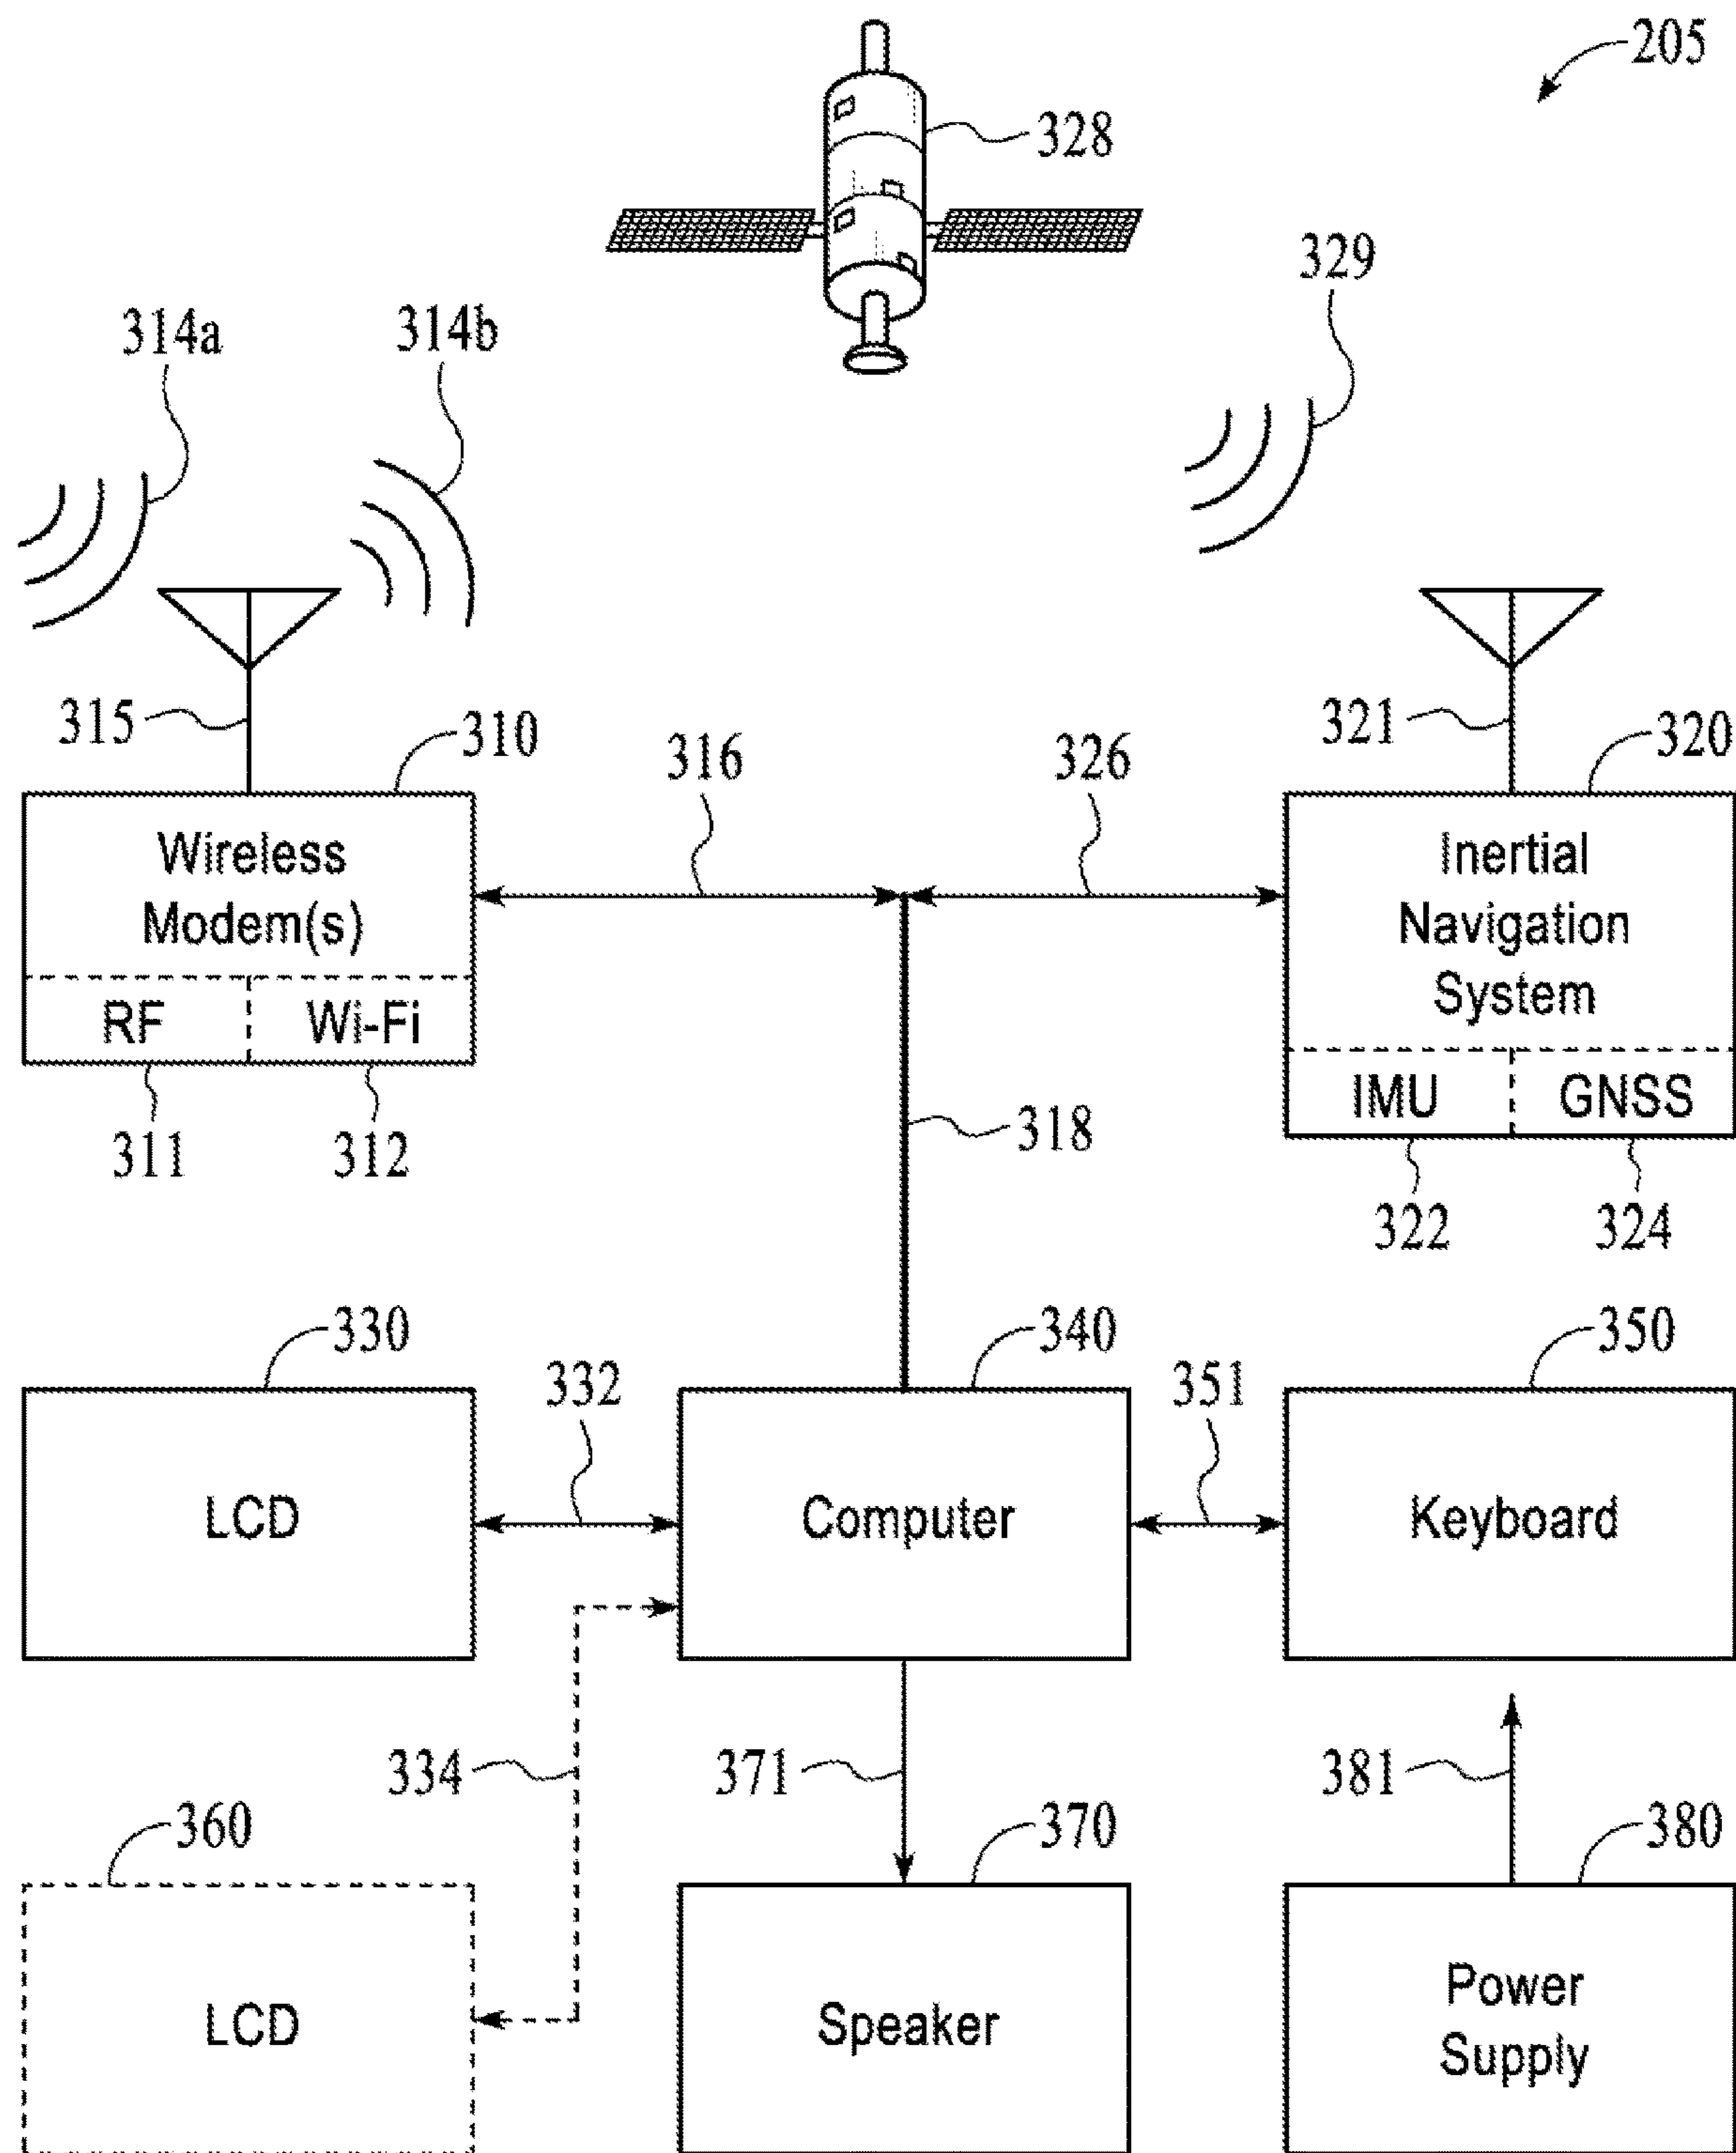 205
328
329
314a
314b
315
310
316
326
321
320
Wireless
Modem(s)
RF
Wi-Fi
Inertial
Navigation
System
IMU
GNSS
311
312
318
322
324
330
332
340
351
350
LCD
Computer
Keyboard
334
371
381
360
370
380
LCD
Speaker
Power
Supply